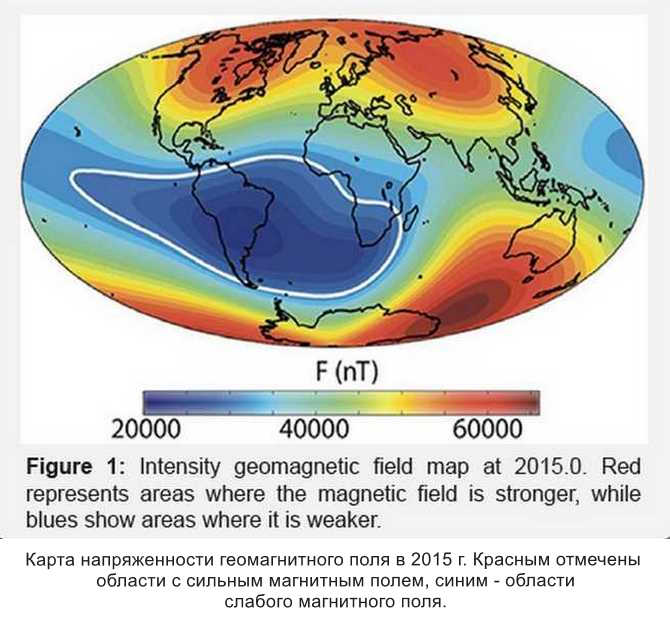 F (nT)
20000 40000 60000
Figure 1: Intensity geomagnetic field map at 2015.0. Red
represents areas where the magnetic field is stronger, while
blues show areas where it is weaker.
Карта напряженности геомагнитного поля в 2015 г. Красным отмечены
области с сильным магнитным полем, синим - области
слабого магнитного поля.